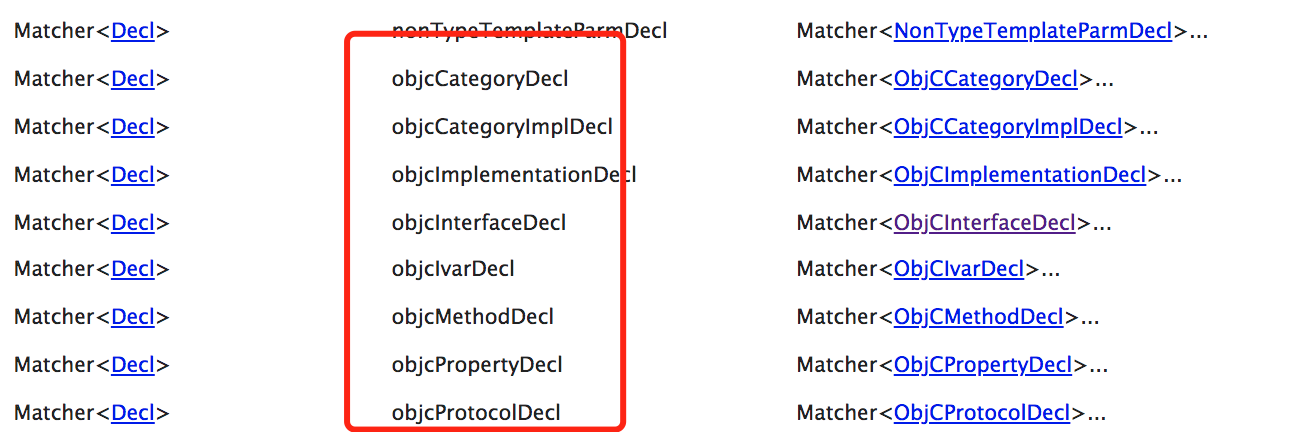 Matcher<Decl> nonTypeTemplateParmDecl Matcher<NonTypeTemplateParmDecl>...
Matcher<Decl> objcCategoryDecl Matcher<ObjCCategoryDecl>...
Matcher<Decl> objcCategoryImplDecl Matcher<ObjCCategoryImplDecl>...
Matcher<Decl> objcImplementationDecl Matcher<ObjCImplementationDecl>...
Matcher<Decl> objcInterfaceDecl Matcher<ObjCInterfaceDecl>...
Matcher<Decl> objcIvarDecl Matcher<ObjCIvarDecl>...
Matcher<Decl> objcMethodDecl Matcher<ObjCMethodDecl>...
Matcher<Decl> objcPropertyDecl Matcher<ObjCPropertyDecl>...
Matcher<Decl> objcProtocolDecl Matcher<ObjCProtocolDecl>...